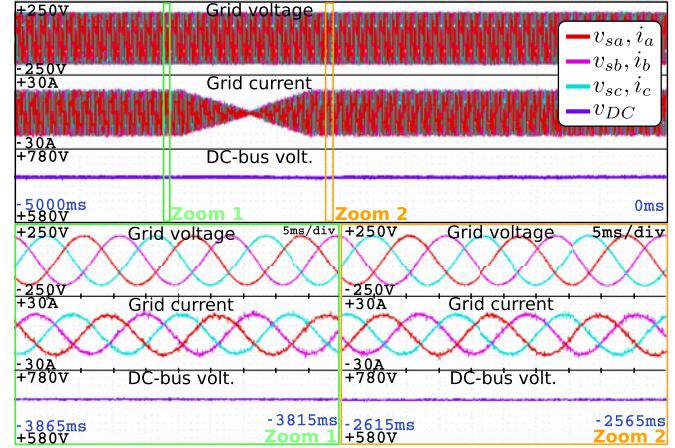 +250V
Grid voltage
-250V
+30A
Grid current
-30A
+780V
DC-bus volt.
-5000ms
+580V
Zoom 1
Zoom 2
0ms
v_sa, i_a
v_sb, i_b
v_sc, i_c
v_DC
+250V
Grid voltage
5ms/div
-250V
+30A
Grid current
-30A
+780V
DC-bus volt.
-3865ms
-3815ms
+580V
Zoom 1
+250V
Grid voltage
5ms/div
-250V
+30A
Grid current
-30A
+780V
DC-bus volt.
-2615ms
-2565ms
+580V
Zoom 2